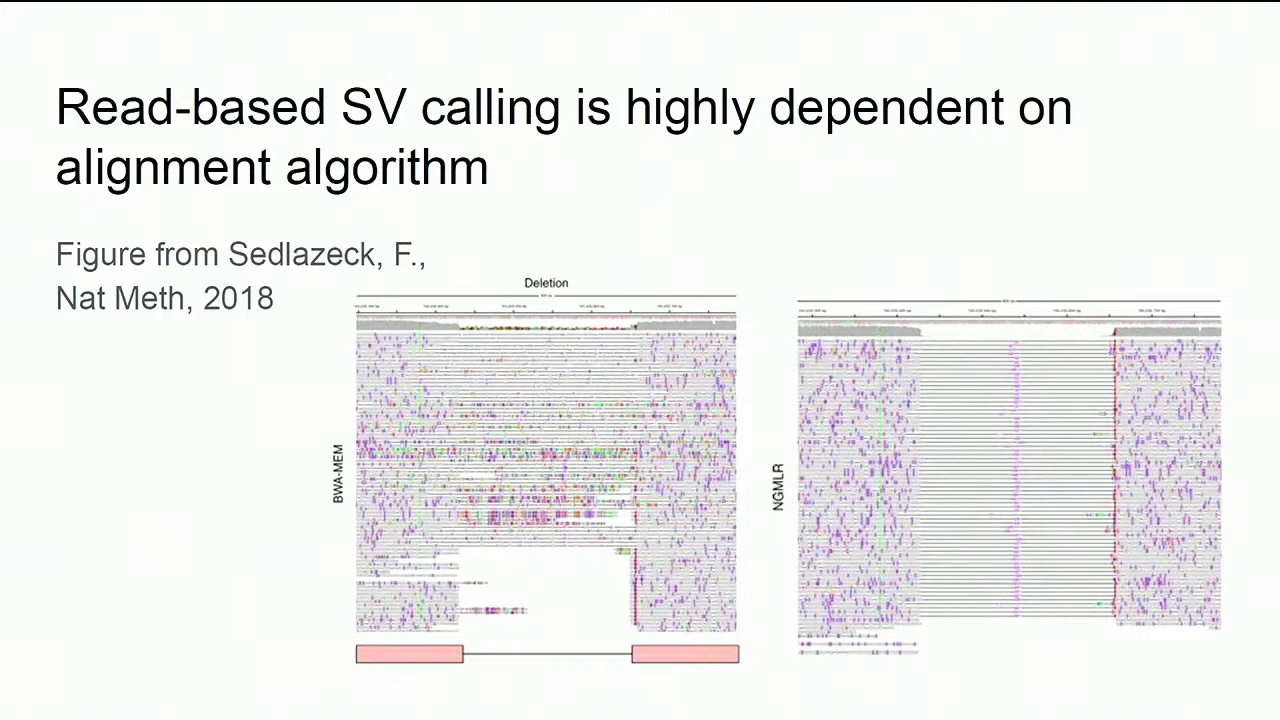 Read-based SV calling is highly dependent on
alignment algorithm
Figure from Sedlazeck, F.,
Nat Meth, 2018
Deletion
BWA-MEM
NGMLR